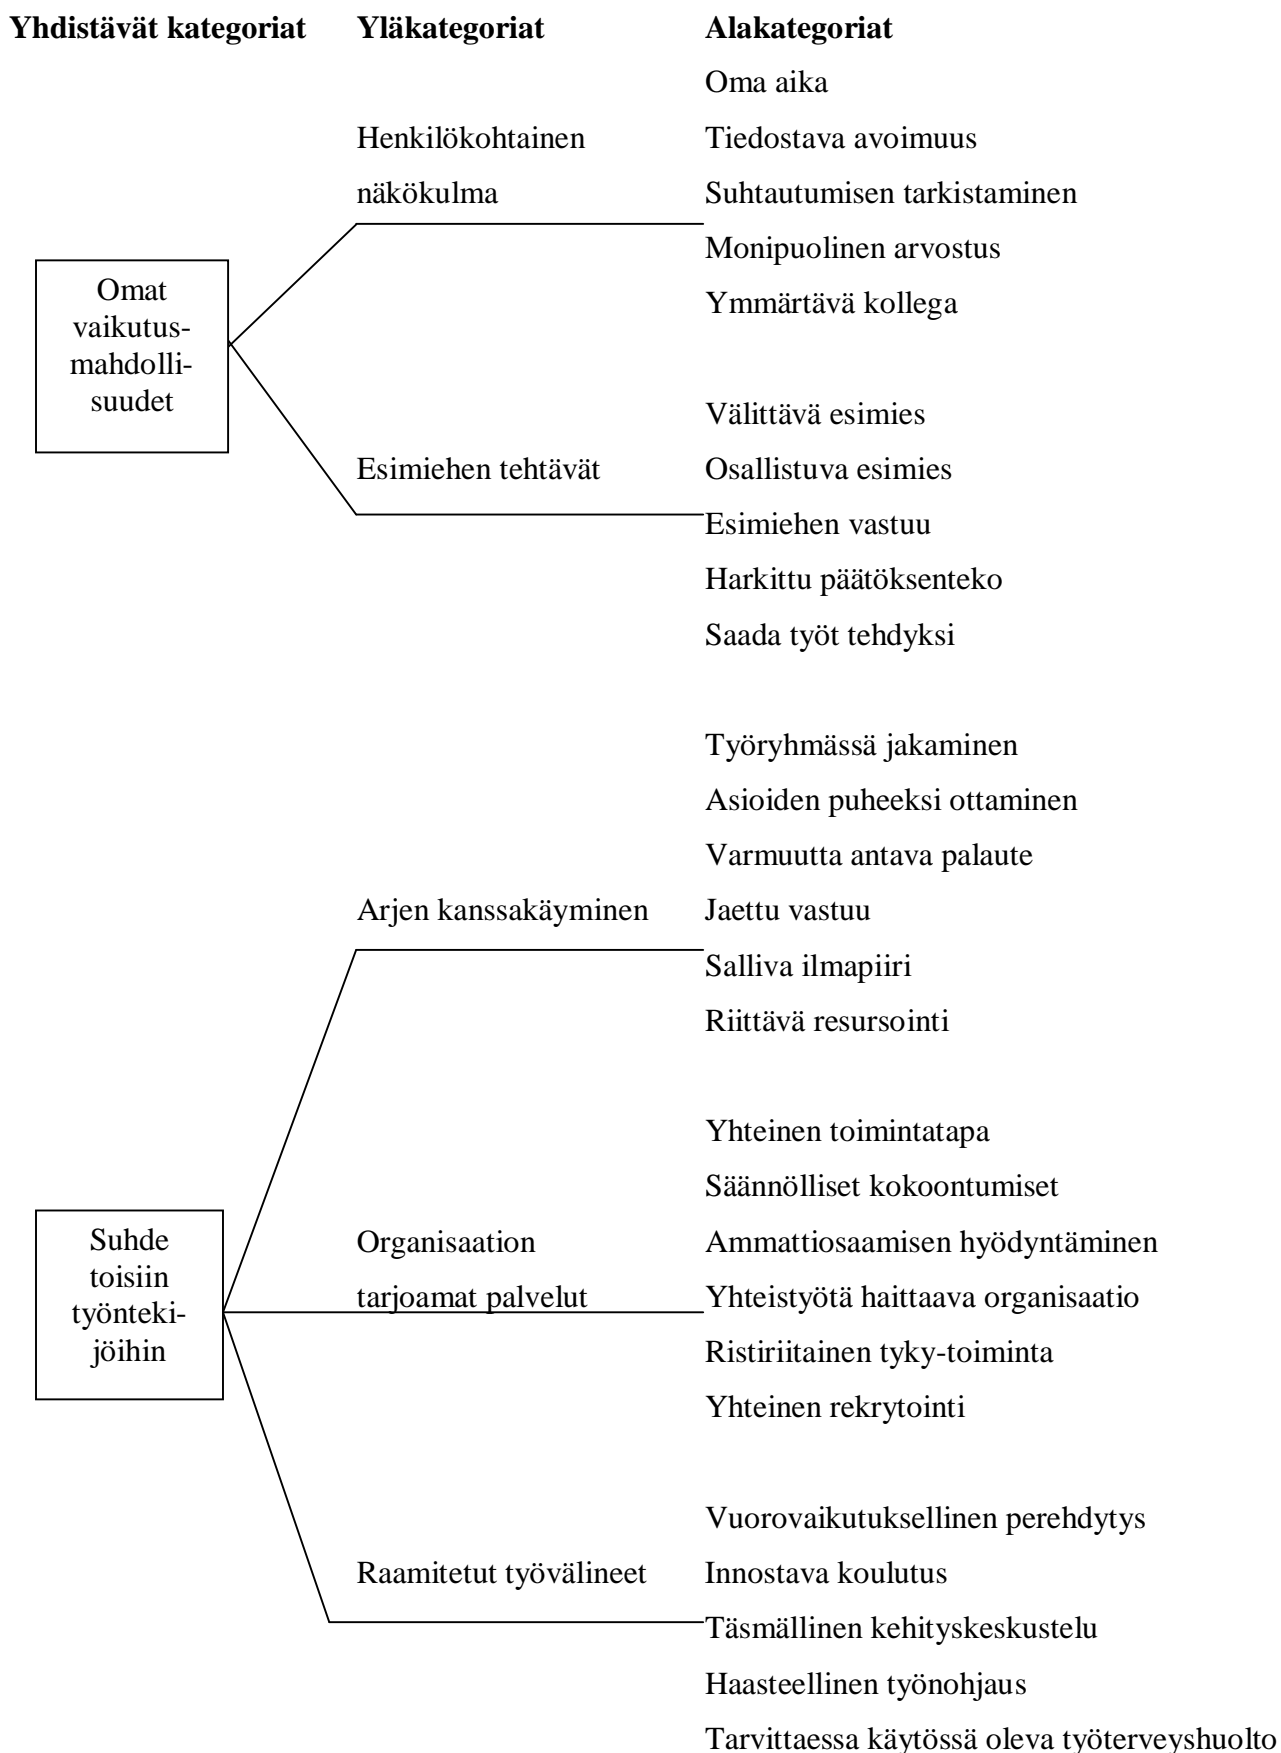 Yhdistävät kategoriat Yläkategoriat Alakategoriat
Oma aika
Henkilökohtainen Tiedostava avoimuus
näkökulma Suhtautumisen tarkistaminen
Monipuolinen arvostus
Omat
vaikutus-
mahdolli-
suudet
Ymmärtävä kollega
Välittävä esimies
Esimiehen tehtävät Osallistuva esimies
Esimiehen vastuu
Harkittu päätöksenteko
Saada työt tehdyksi
Työryhmässä jakaminen
Asioiden puheeksi ottaminen
Varmuutta antava palaute
Arjen kanssakäyminen Jaettu vastuu
Salliva ilmapiiri
Riittävä resursointi
Yhteinen toimintatapa
Säännölliset kokoontumiset
Suhde
toisiin
työnteki-
jöihin
Organisaation Ammattiosaamisen hyödyntäminen
tarjoamat palvelut Yhteistyötä haittaava organisaatio
Ristiriitainen tyky-toiminta
Yhteinen rekrytointi
Vuorovaikutuksellinen perehdytys
Raamitetut työvälineet Innostava koulutus
Täsmällinen kehityskeskustelu
Haasteellinen työnohjaus
Tarvittaessa käytössä oleva työterveyshuolto